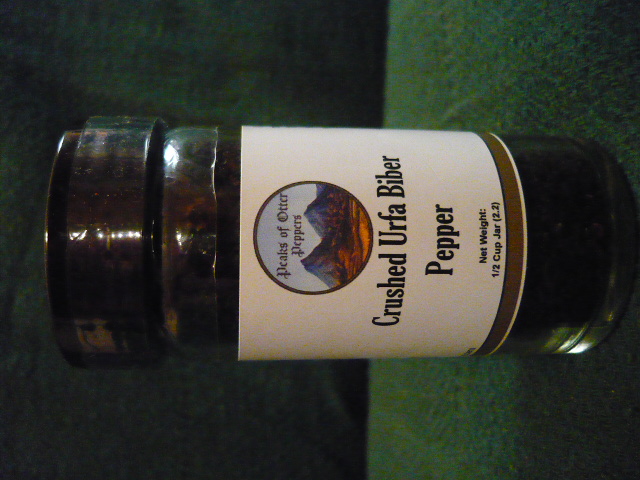 Peaks of Otter
Peppers
Crushed Urfa Biber
Pepper
Net Weight:
1/2 Cup Jar (2.2)